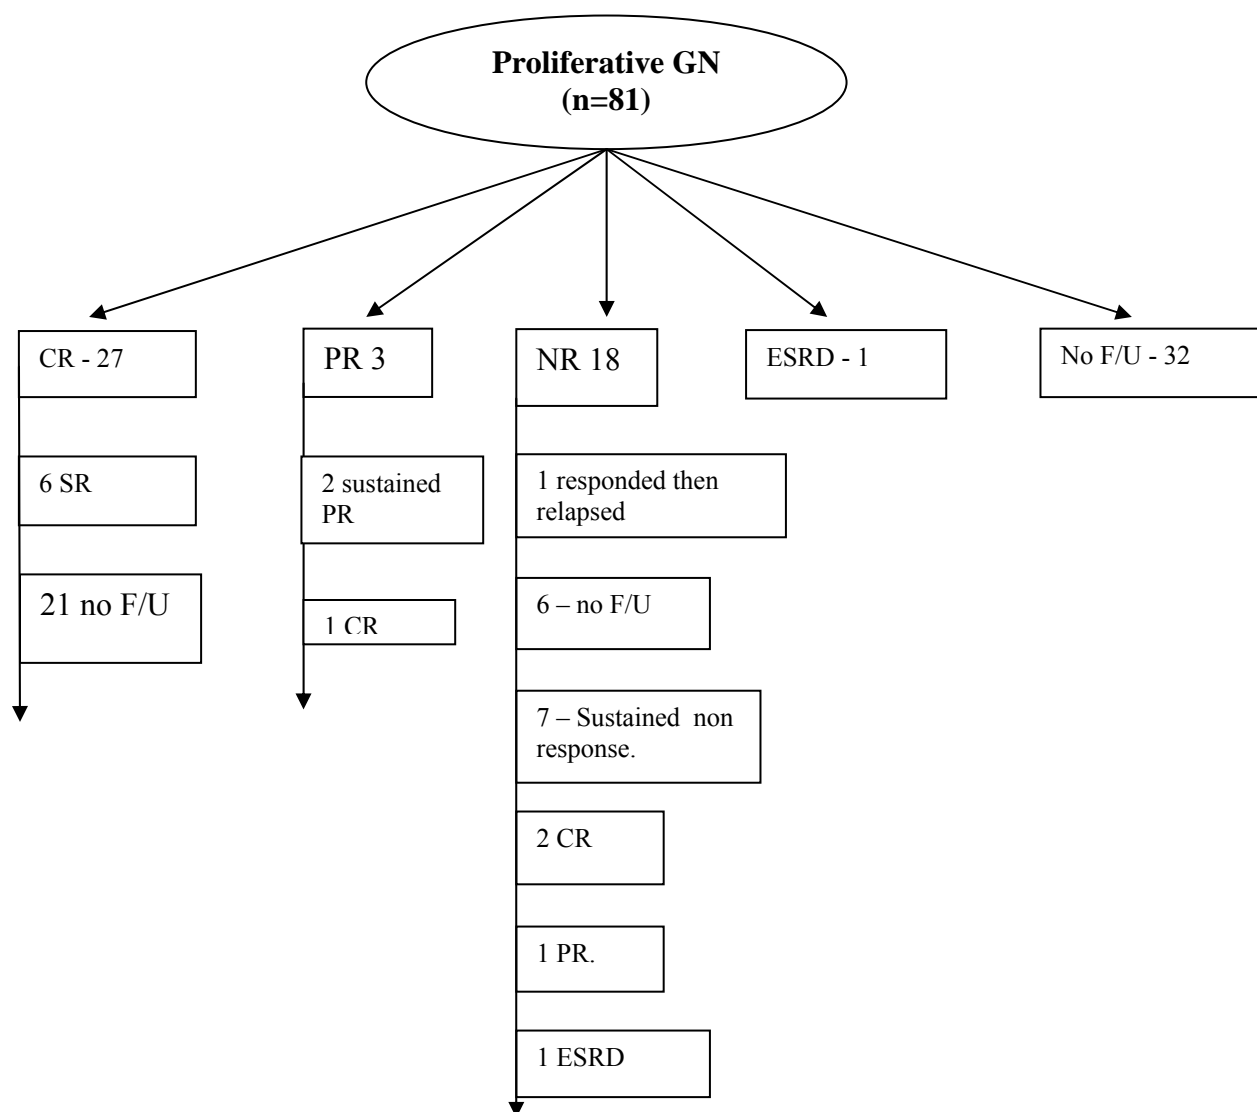 Proliferative GN
(n=81)
CR - 27
PR 3
NR 18
ESRD - 1
No F/U - 32
6 SR
21 no F/U
2 sustained
PR
1 CR
1 responded then
relapsed
6 – no F/U
7 – Sustained non
response.
2 CR
1 PR.
1 ESRD